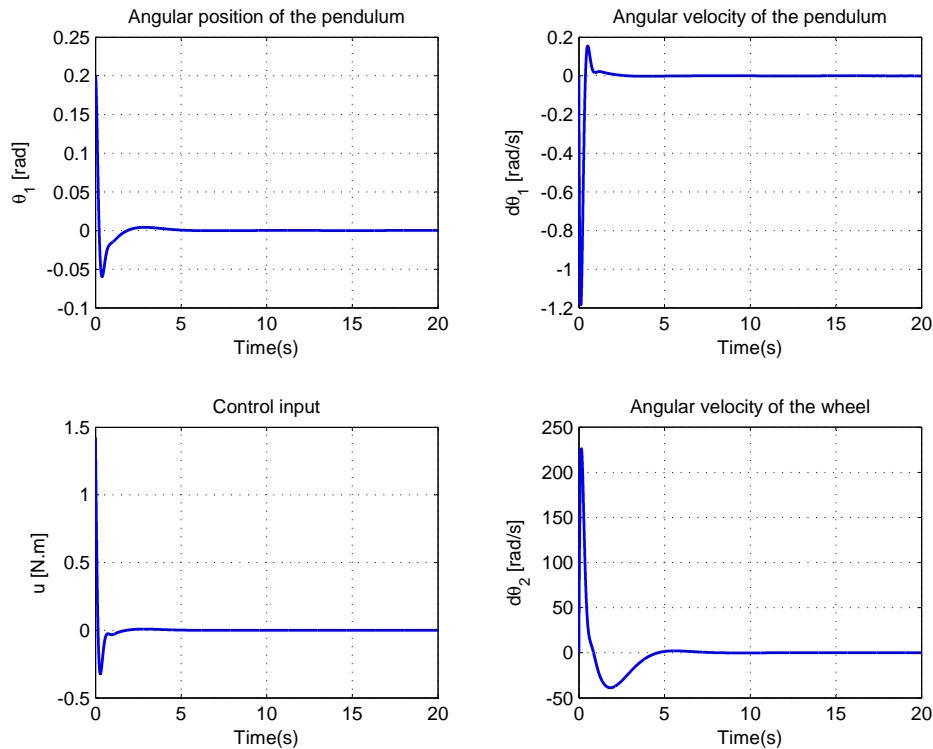 Angular position of the pendulum
0.25
0.2
0.15
0.1
0.05
0
-0.05
-0.1
θ_1 [rad]
0 5 10 15 20
Time(s)
Angular velocity of the pendulum
0.2
0
-0.2
-0.4
-0.6
-0.8
-1
-1.2
dθ_1 [rad/s]
0 5 10 15 20
Time(s)
Control input
1.5
1
0.5
0
-0.5
u [N.m]
0 5 10 15 20
Time(s)
Angular velocity of the wheel
250
200
150
100
50
0
-50
dθ_2 [rad/s]
0 5 10 15 20
Time(s)